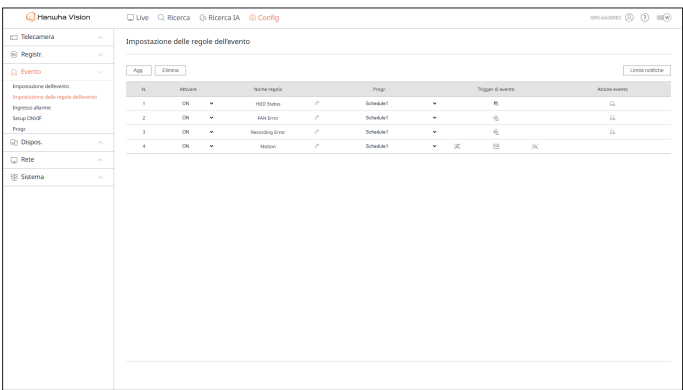 Hanwha Vision
Live Ricerca Ricerca IA Config
Telecamera
Registr.
Evento
Impostazione dell'evento
Impostazione delle regole dell'evento
Ingresso allarme
Setup ONVIF
Progr.
Dispos.
Rete
Sistema
Impostazione delle regole dell'evento
Agg. Elimina Limita notifiche
N. Attivare Nome regola Progr. Trigger di evento Azione evento
1 ON HDD Status Schedule1
2 ON FAN Error Schedule1
3 ON Recording Error Schedule1
4 ON Motion Schedule1